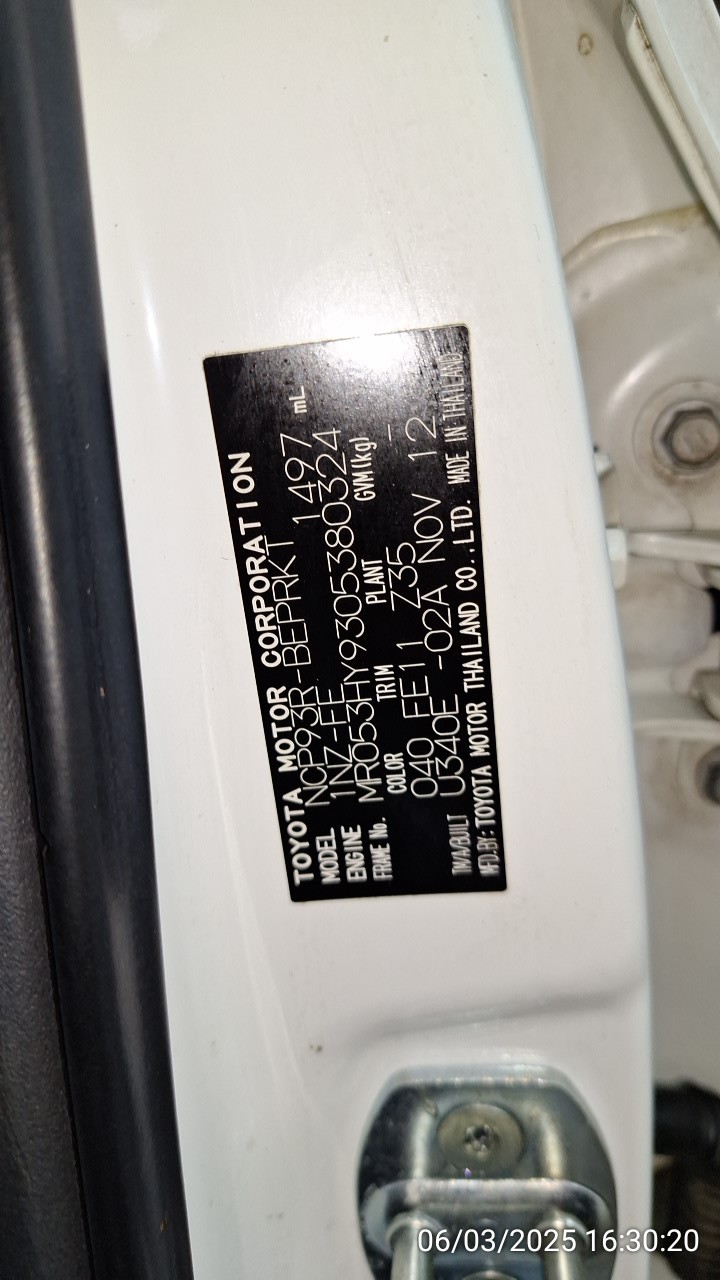 TOYOTA MOTOR CORPORATION
MODEL NCP93R-BEPRKT 1497 mL
ENGINE 1NZ-FE
FRAME No. MR053HY9305380324
COLOR TRIM PLANT GVM(kg)
040 FE11 Z35 -
TM/A/BUILT U340E -02A NOV 12
MFD.BY:TOYOTA MOTOR THAILAND CO.,LTD. MADE IN THAILAND
06/03/2025 16:30:20